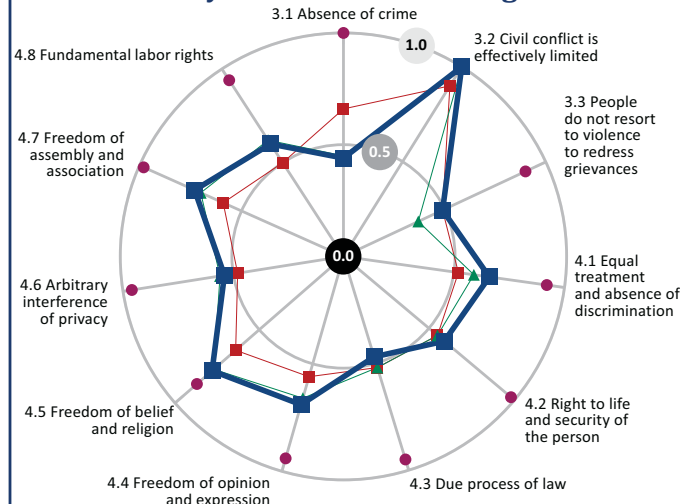 3.1 Absence of crime
1.0
3.2 Civil conflict is
effectively limited
4.8 Fundamental labor rights
3.3 People
do not resort
to violence
to redress
grievances
4.7 Freedom of
assembly and
association
0.5
0.0
4.1 Equal
treatment
and absence of
discrimination
4.6 Arbitrary
interference
of privacy
4.2 Right to life
and security of
the person
4.5 Freedom of belief
and religion
4.4 Freedom of opinion
and expression
4.3 Due process of law